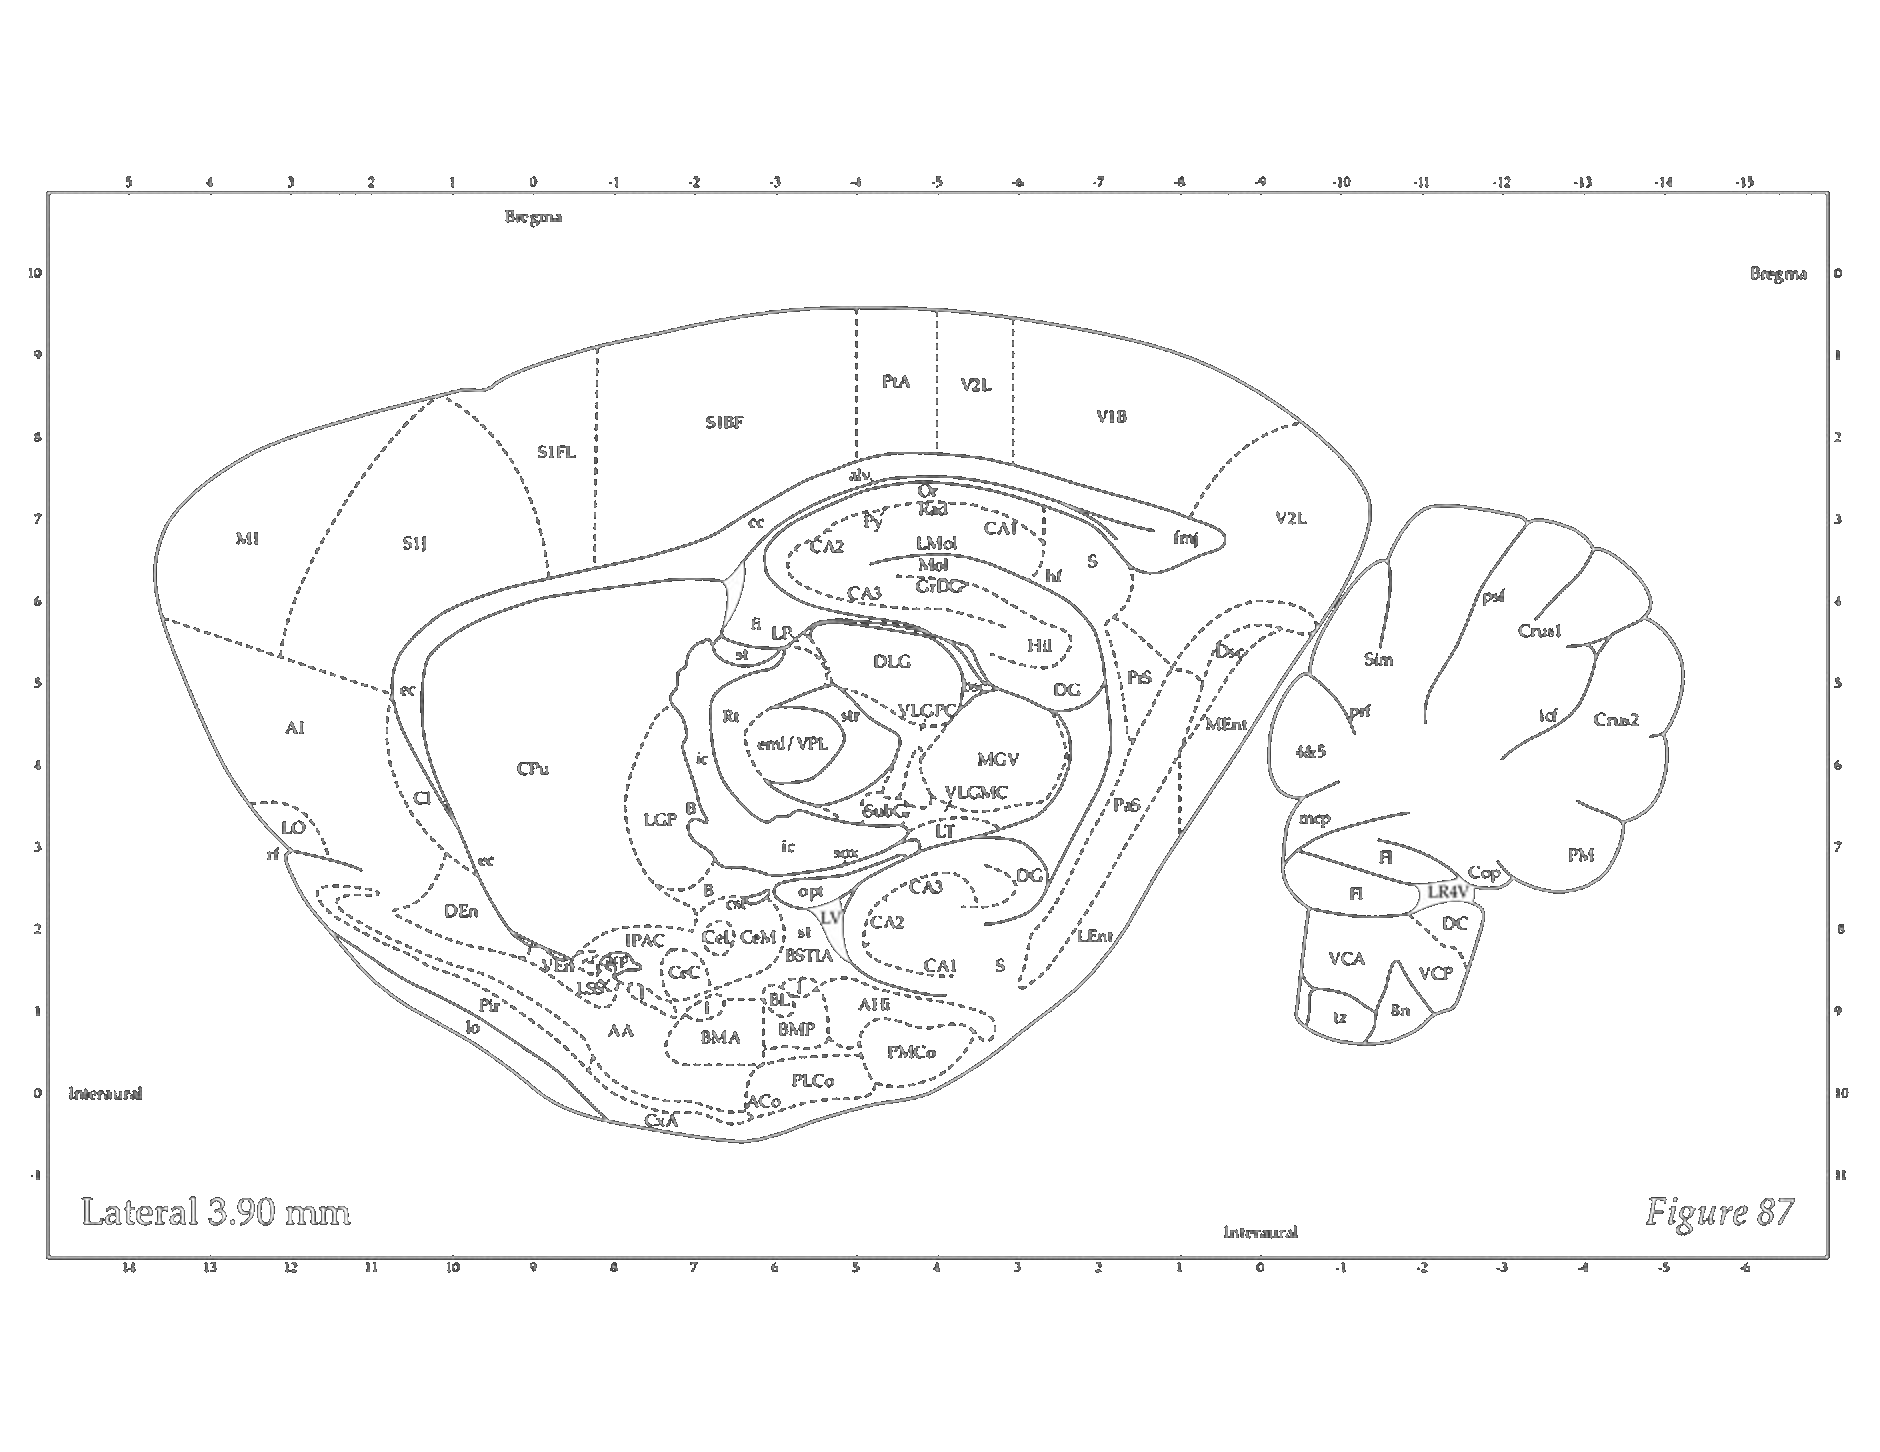 5 4 3 2 1 0 -1 -2 -3 -4 -5 -6 -7 -8 -9 -10 -11 -12 -13 -14 -15
Bregma
10 Bregma 0
9 1
PtA V2L
8 S1BF V1B 2
S1FL
alv
Or
7 ec Py Rad CA1 V2L 3
M1 S1J CA2 LMol S fmj
Mol hf
6 CA3 GrDG psf 4
fi LP Crus1
st DLG Hil Dsc Sim
5 ec PrS DG 5
AI Rt str VLGPC MEnt prf icf Crus2
eml / VPL MGV 4&5
4 CPu ic 6
Cl B SubG VLGMC PaS
LGP mcp
LO LT
3 rf ec ic sox Fl PM 7
B opt CA3 DG Fl LR4V Cop
DEn LV CA2 DC
2 IPAC CeL CeM st LEnt 8
VEn CeC BSTIA CA1 S VCA VCP
I BL I AHi
1 Pir I 9
lo AA BMA BMP PMCo tz 8n
PLCo
0 Interaural ACo 10
CxA
-1 11
Lateral 3.90 mm Figure 87
Interaural
14 13 12 11 10 9 8 7 6 5 4 3 2 1 0 -1 -2 -3 -4 -5 -6